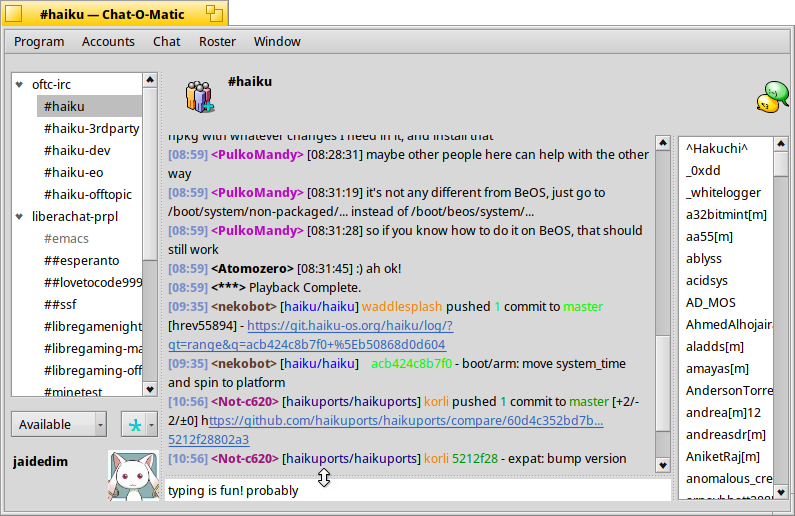 #haiku — Chat-O-Matic
Program Accounts Chat Roster Window
oftc-irc
#haiku
#haiku-3rdparty
#haiku-dev
#haiku-eo
#haiku-offtopic
liberachat-prpl
#emacs
##esperanto
##lovetocode999
##ssf
#libregamenight
#libregaming-ma
#libregaming-off
#minetest
Available
jaidedim
#haiku
npkg with whatever changes I need in it, and install that
[08:59] <PulkoMandy> [08:28:31] maybe other people here can help with the other
way
[08:59] <PulkoMandy> [08:31:19] it's not any different from BeOS, just go to
/boot/system/non-packaged/... instead of /boot/beos/system/...
[08:59] <PulkoMandy> [08:31:28] so if you know how to do it on BeOS, that should
still work
[08:59] <Atomozero> [08:31:45] :) ah ok!
[08:59] <***> Playback Complete.
[09:35] <nekobot> [haiku/haiku] waddlesplash pushed 1 commit to master
[hrev55894] - https://git.haiku-os.org/haiku/log/?
qt=range&q=acb424c8b7f0+%5Eb50868d0d604
[09:35] <nekobot> [haiku/haiku] acb424c8b7f0 - boot/arm: move system_time
and spin to platform
[10:56] <Not-c620> [haikuports/haikuports] korli pushed 1 commit to master [+2/-
2/±0] https://github.com/haikuports/haikuports/compare/60d4c352bd7b...
5212f28802a3
[10:56] <Not-c620> [haikuports/haikuports] korli 5212f28 - expat: bump version
typing is fun! probably
^Hakuchi^
_0xdd
_whitelogger
a32bitmint[m]
aa55[m]
ablyss
acidsys
AD_MOS
AhmedAlhojaira
aladds[m]
amayas[m]
AndersonTorre
andrea[m]12
andreasdr[m]
AniketRaj[m]
anomalous_cre